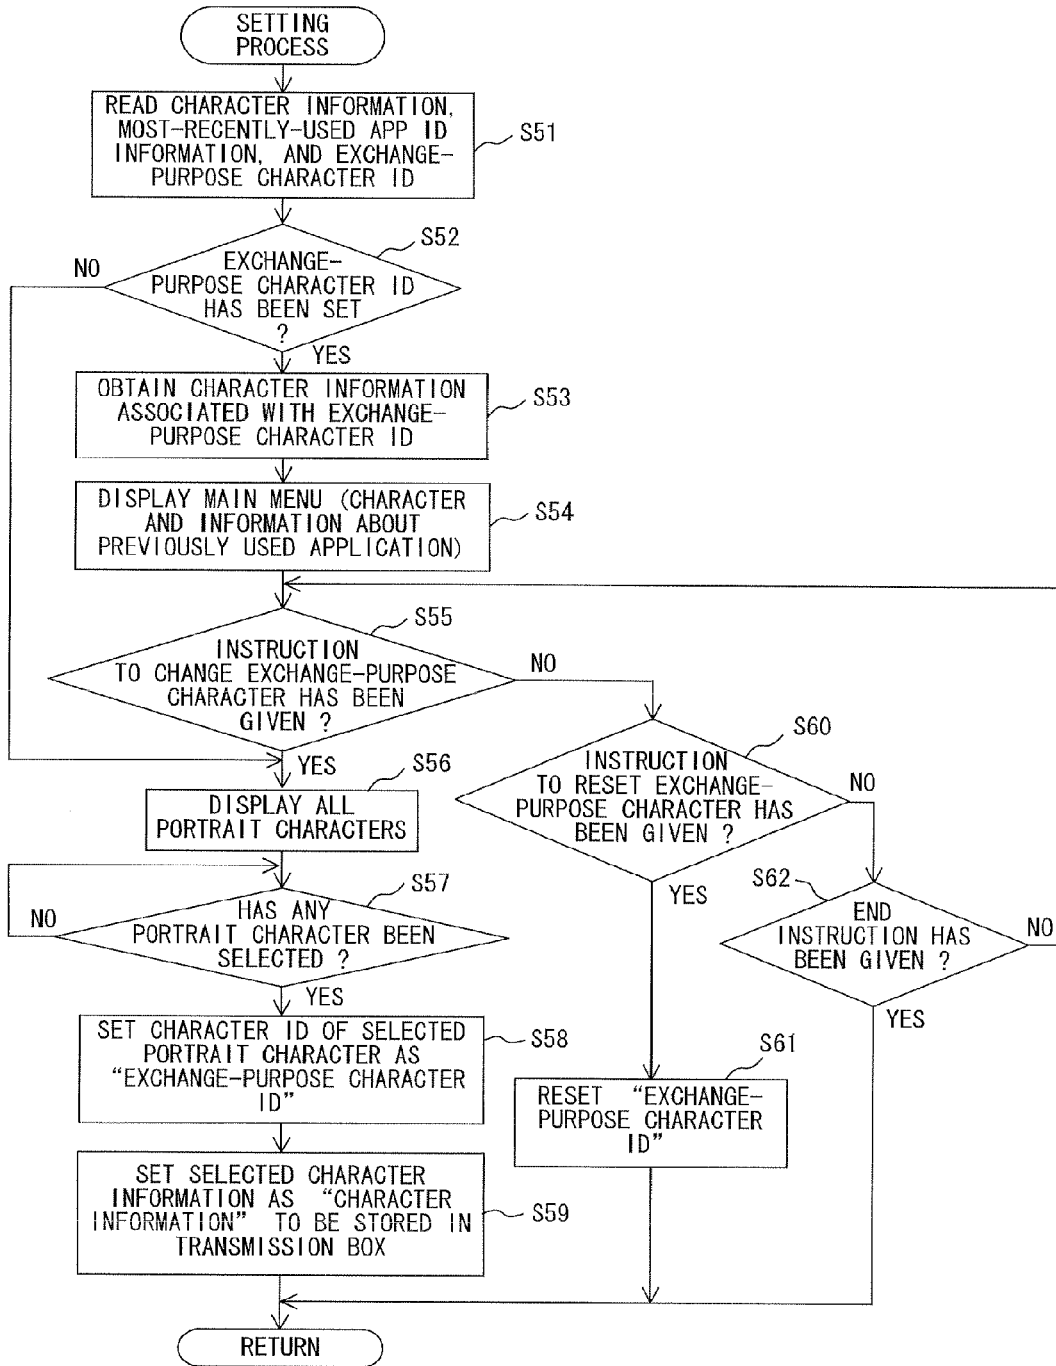 SETTING
PROCESS
READ CHARACTER INFORMATION,
MOST-RECENTLY-USED APP ID
INFORMATION, AND EXCHANGE-
PURPOSE CHARACTER ID
S51
S52
EXCHANGE-
PURPOSE CHARACTER ID
HAS BEEN SET
?
NO
YES
OBTAIN CHARACTER INFORMATION
ASSOCIATED WITH EXCHANGE-
PURPOSE CHARACTER ID
S53
DISPLAY MAIN MENU (CHARACTER
AND INFORMATION ABOUT
PREVIOUSLY USED APPLICATION)
S54
S55
INSTRUCTION
TO CHANGE EXCHANGE-PURPOSE
CHARACTER HAS BEEN
GIVEN ?
NO
YES
S56
DISPLAY ALL
PORTRAIT CHARACTERS
S57
HAS ANY
PORTRAIT CHARACTER BEEN
SELECTED ?
NO
YES
SET CHARACTER ID OF SELECTED
PORTRAIT CHARACTER AS
“EXCHANGE-PURPOSE CHARACTER
ID”
S58
SET SELECTED CHARACTER
INFORMATION AS “CHARACTER
INFORMATION” TO BE STORED IN
TRANSMISSION BOX
S59
S60
INSTRUCTION
TO RESET EXCHANGE-
PURPOSE CHARACTER HAS
BEEN GIVEN ?
NO
YES
S61
RESET “EXCHANGE-
PURPOSE CHARACTER
ID”
S62
END
INSTRUCTION HAS
BEEN GIVEN ?
NO
YES
RETURN